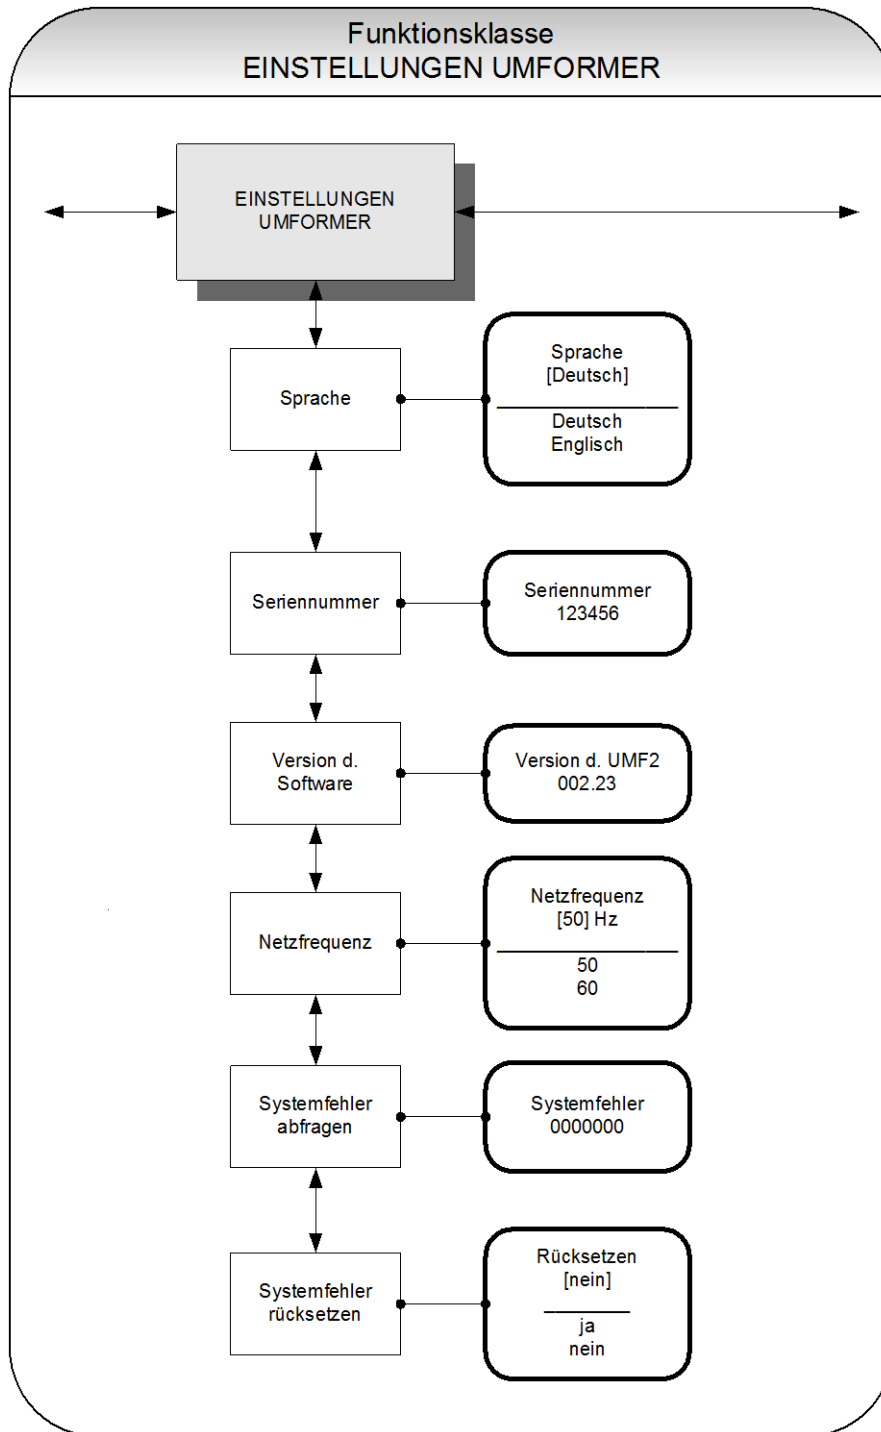 Funktionsklasse
EINSTELLUNGEN UMFORMER
EINSTELLUNGEN
UMFORMER
Sprache
Sprache
[Deutsch]
Deutsch
Englisch
Seriennummer
Seriennummer
123456
Version d.
Software
Version d. UMF2
002.23
Netzfrequenz
Netzfrequenz
[50] Hz
50
60
Systemfehler
abfragen
Systemfehler
0000000
Systemfehler
rücksetzen
Rücksetzen
[nein]
ja
nein